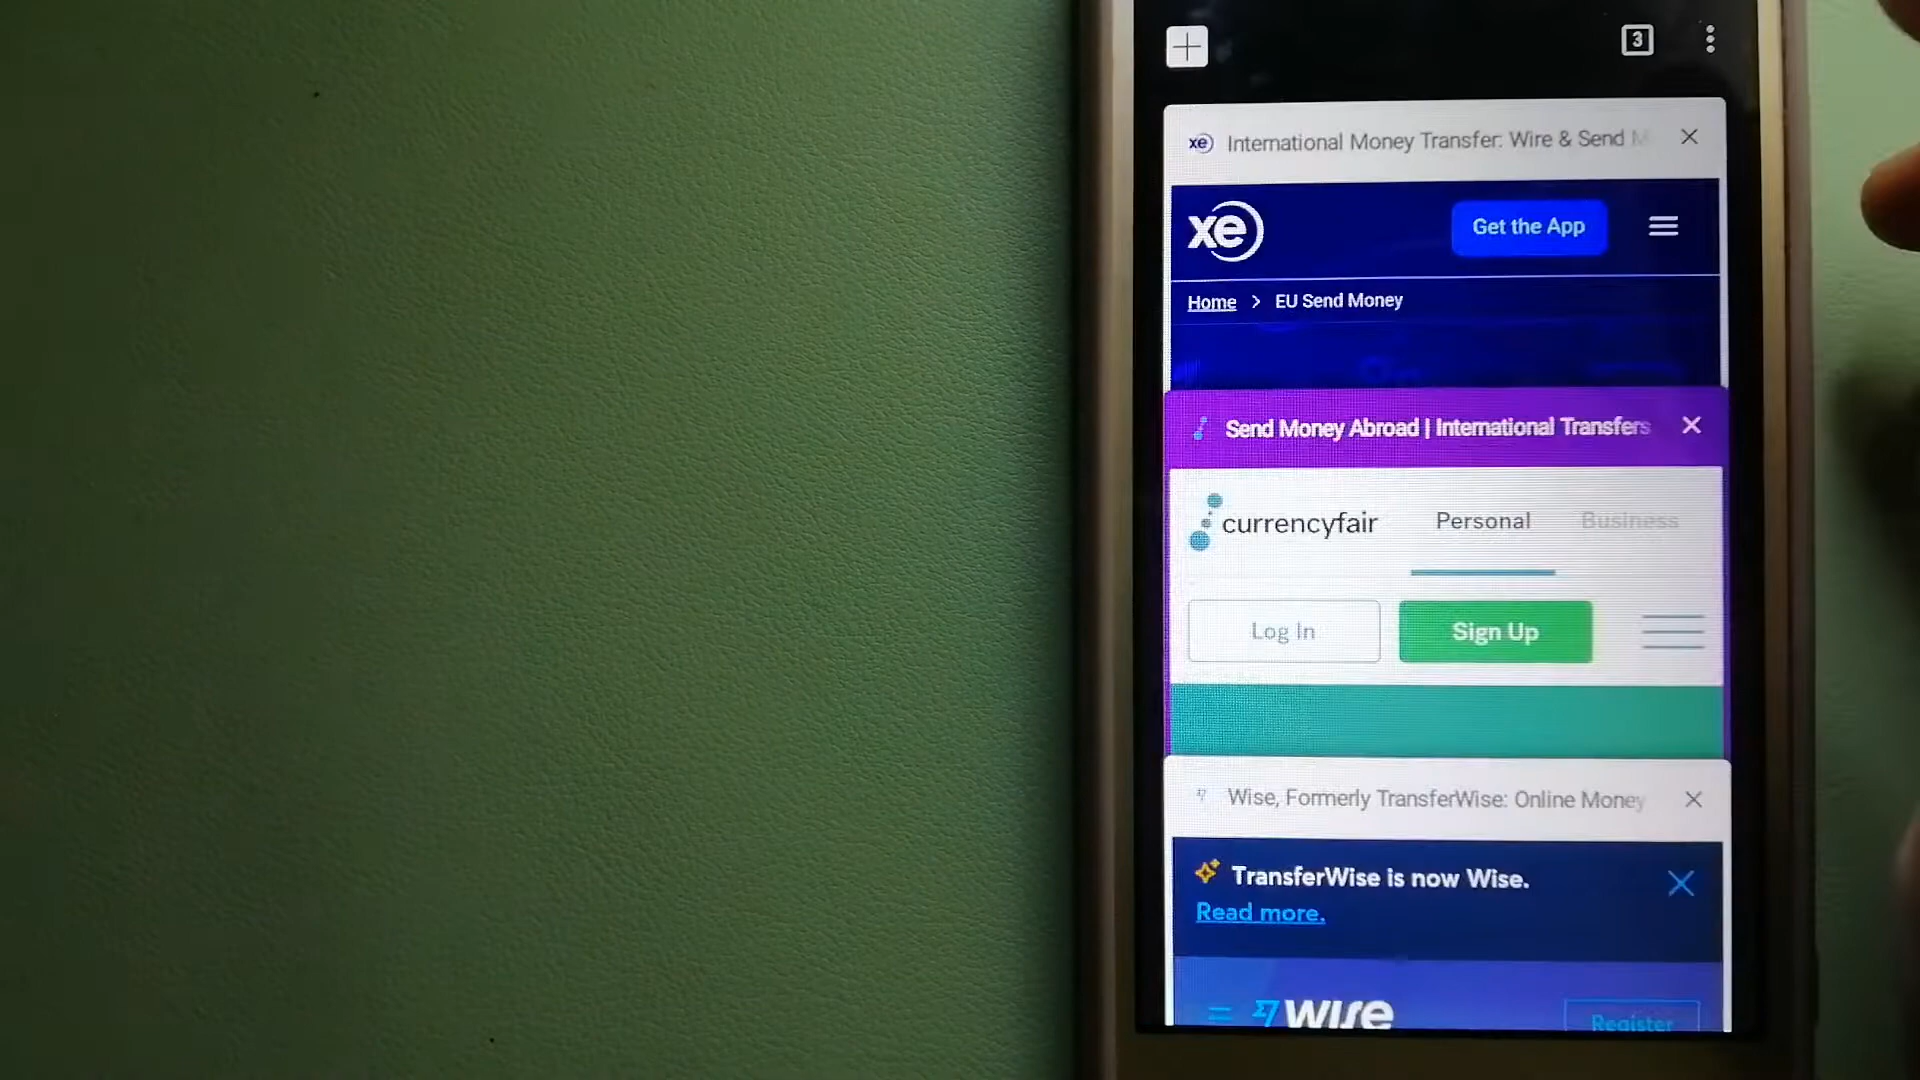 3
xe International Money Transfer: Wire & Send M
xe Get the App
Home > EU Send Money
Send Money Abroad | International Transfers
currencyfair Personal Business
Log In Sign Up
Wise, Formerly TransferWise: Online Money
TransferWise is now Wise.
Read more.
wise Register